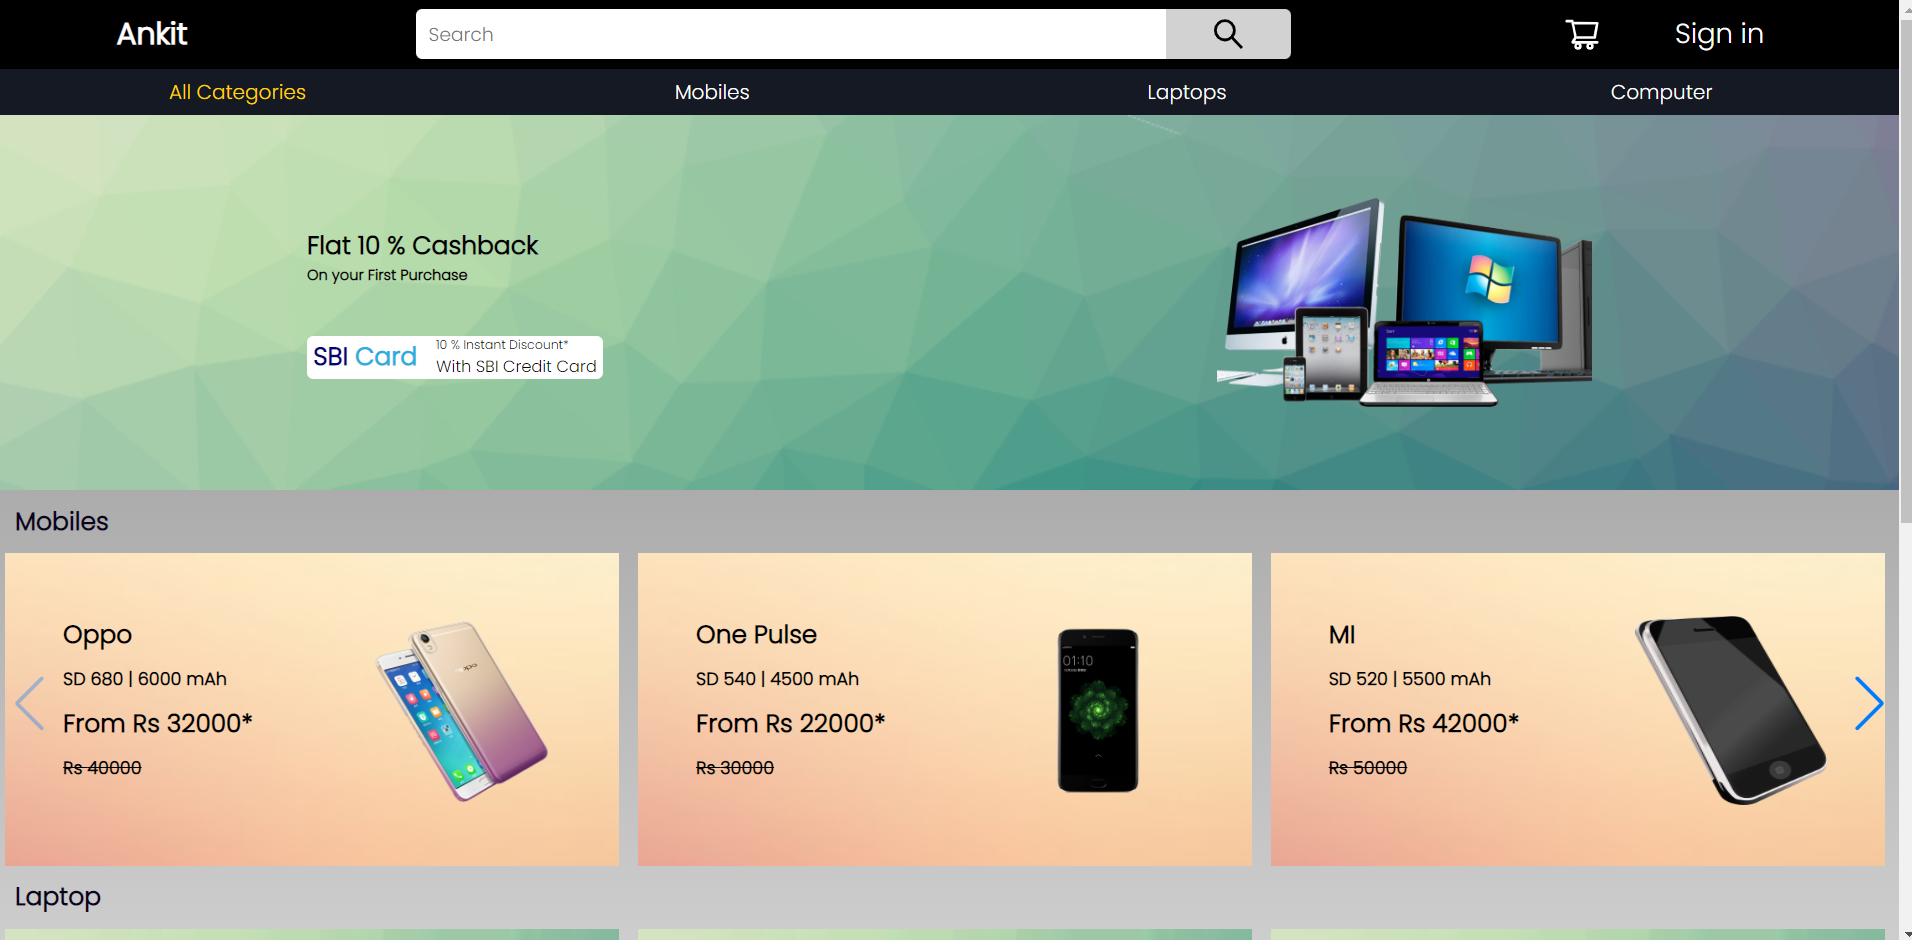 Ankit
Search
Sign in
All Categories
Mobiles
Laptops
Computer
Flat 10 % Cashback
On your First Purchase
SBI Card
10 % Instant Discount*
With SBI Credit Card
Mobiles
Oppo
SD 680 | 6000 mAh
From Rs 32000*
Rs 40000
One Pulse
SD 540 | 4500 mAh
From Rs 22000*
Rs 30000
01:10
MI
SD 520 | 5500 mAh
From Rs 42000*
Rs 50000
Laptop